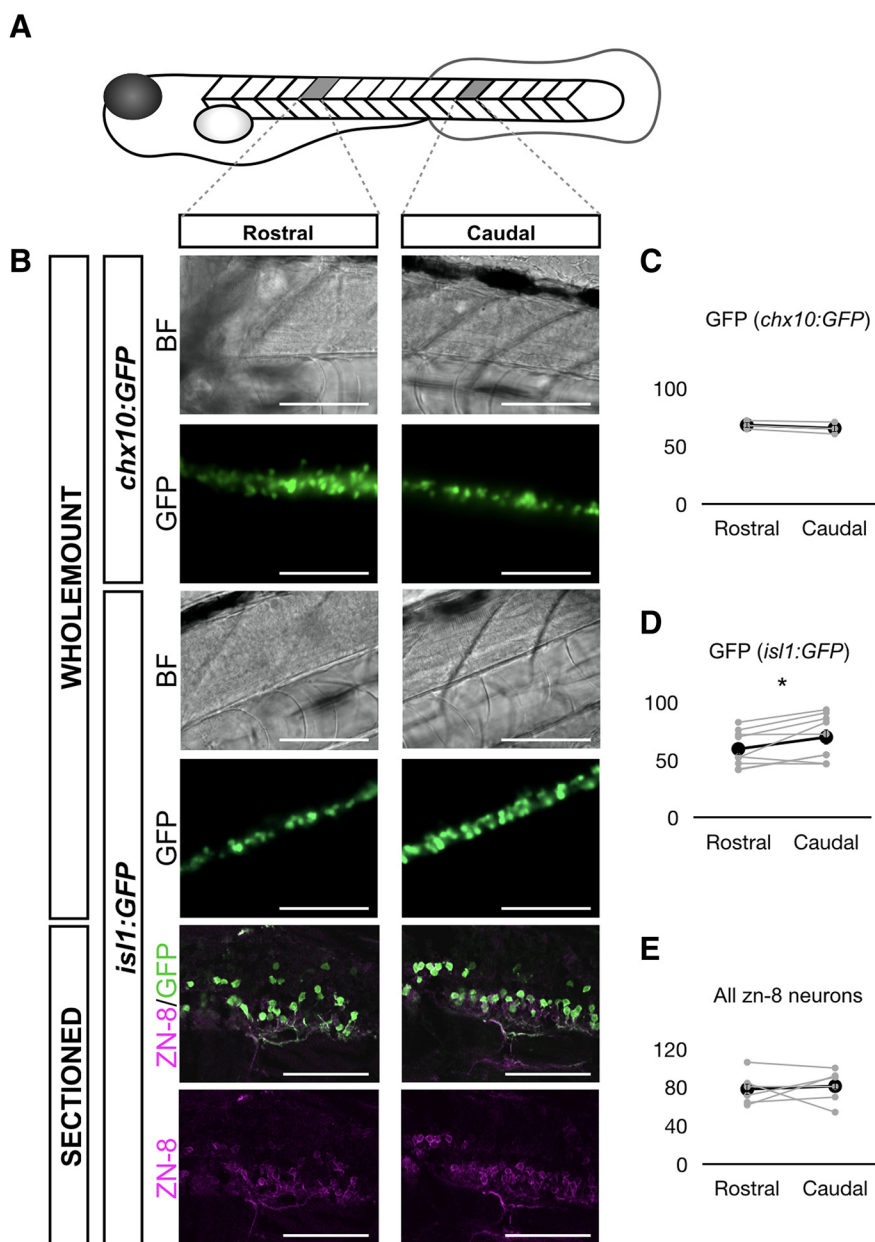 A
Rostral
Caudal
B
WHOLEMOUNT
SECTIONED
chx10:GFP
isl1:GFP
BF
GFP
BF
GFP
ZN-8/GFP
ZN-8
C
GFP (chx10:GFP)
100
50
0
Rostral Caudal
D
GFP (isl1:GFP)
*
100
50
0
Rostral Caudal
E
All zn-8 neurons
120
80
40
0
Rostral Caudal